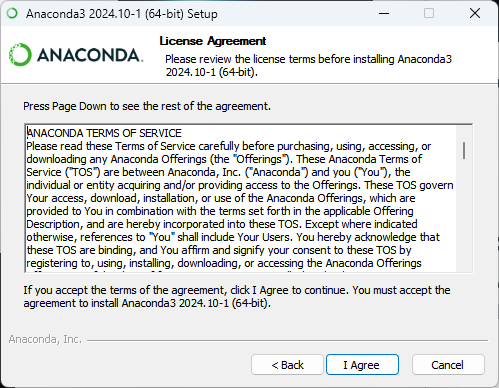 Anaconda3 2024.10-1 (64-bit) Setup
ANACONDA.
License Agreement
Please review the license terms before installing Anaconda3
2024.10-1 (64-bit).
Press Page Down to see the rest of the agreement.
ANACONDA TERMS OF SERVICE
Please read these Terms of Service carefully before purchasing, using, accessing, or
downloading any Anaconda Offerings (the "Offerings"). These Anaconda Terms of
Service ("TOS") are between Anaconda, Inc. ("Anaconda") and you ("You"), the
individual or entity acquiring and/or providing access to the Offerings. These TOS govern
Your access, download, installation, or use of the Anaconda Offerings, which are
provided to You in combination with the terms set forth in the applicable Offering
Description, and are hereby incorporated into these TOS. Except where indicated
otherwise, references to "You" shall include Your Users. You hereby acknowledge that
these TOS are binding, and You affirm and signify your consent to these TOS by
registering to, using, installing, downloading, or accessing the Anaconda Offerings
If you accept the terms of the agreement, click I Agree to continue. You must accept the
agreement to install Anaconda3 2024.10-1 (64-bit).
Anaconda, Inc.
< Back
I Agree
Cancel